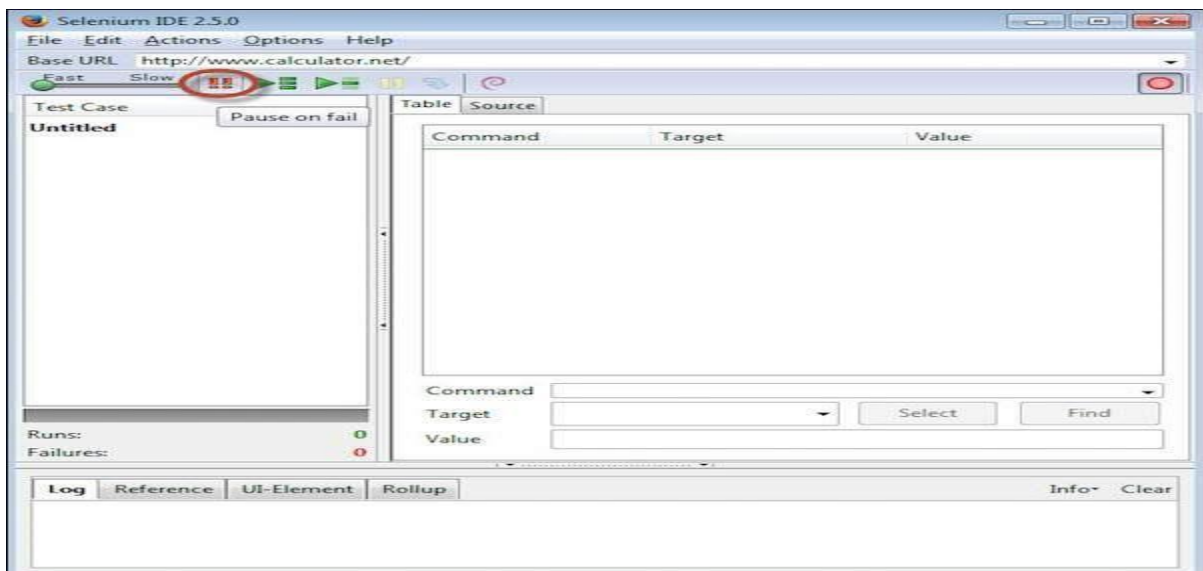 Selenium IDE 2.5.0
File Edit Actions Options Help
Base URL http://www.calculator.net/
Fast Slow
Pause on fail
Test Case
Untitled
Table Source
Command Target Value
Command
Target Select Find
Value
Runs: 0
Failures: 0
Log Reference UI-Element Rollup Info Clear